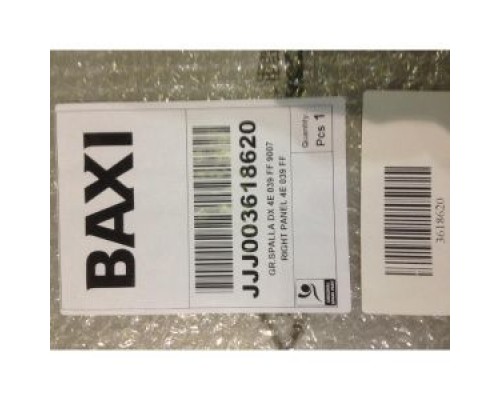 BAXI
JJJ003618620
GR.SPALLA DX 4E 039 FF 9007
RIGHT PANEL 4E 039 FF
Quantity
Pcs 1
3618620